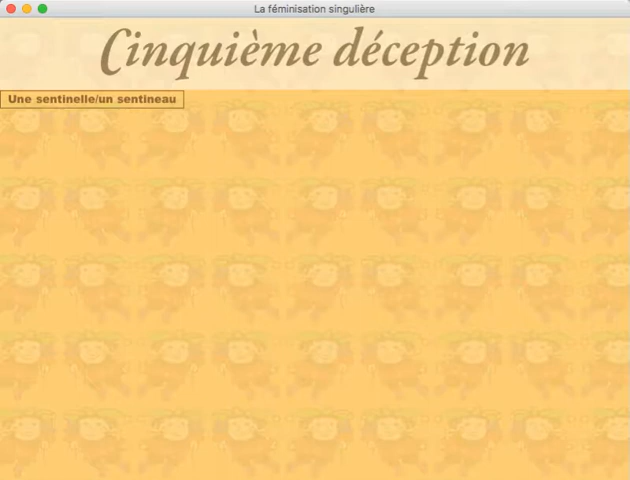 La féminisation singulière
Cinquième déception
Une sentinelle/un sentineau